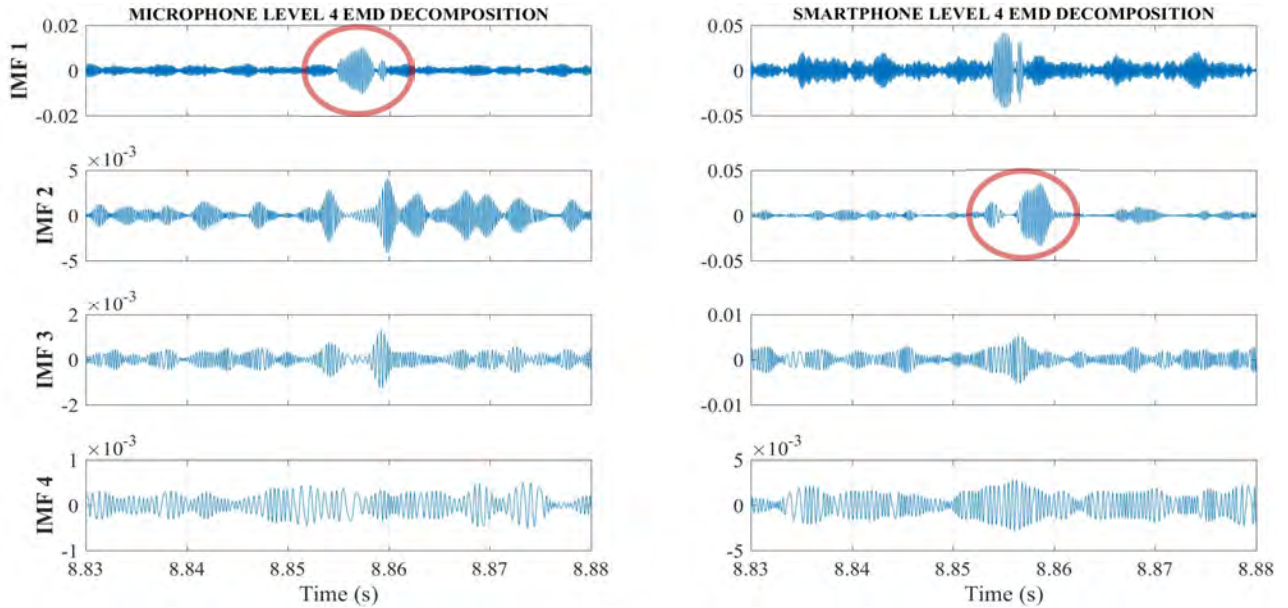 MICROPHONE LEVEL 4 EMD DECOMPOSITION
IMF 1
0.02
0
-0.02
IMF 2
×10-3
5
0
-5
IMF 3
×10-3
2
0
-2
IMF 4
×10-3
1
0
-1
8.83 8.84 8.85 8.86 8.87 8.88
Time (s)
SMARTPHONE LEVEL 4 EMD DECOMPOSITION
0.05
0
-0.05
0.05
0
-0.05
0.01
0
-0.01
×10-3
5
0
-5
8.83 8.84 8.85 8.86 8.87 8.88
Time (s)